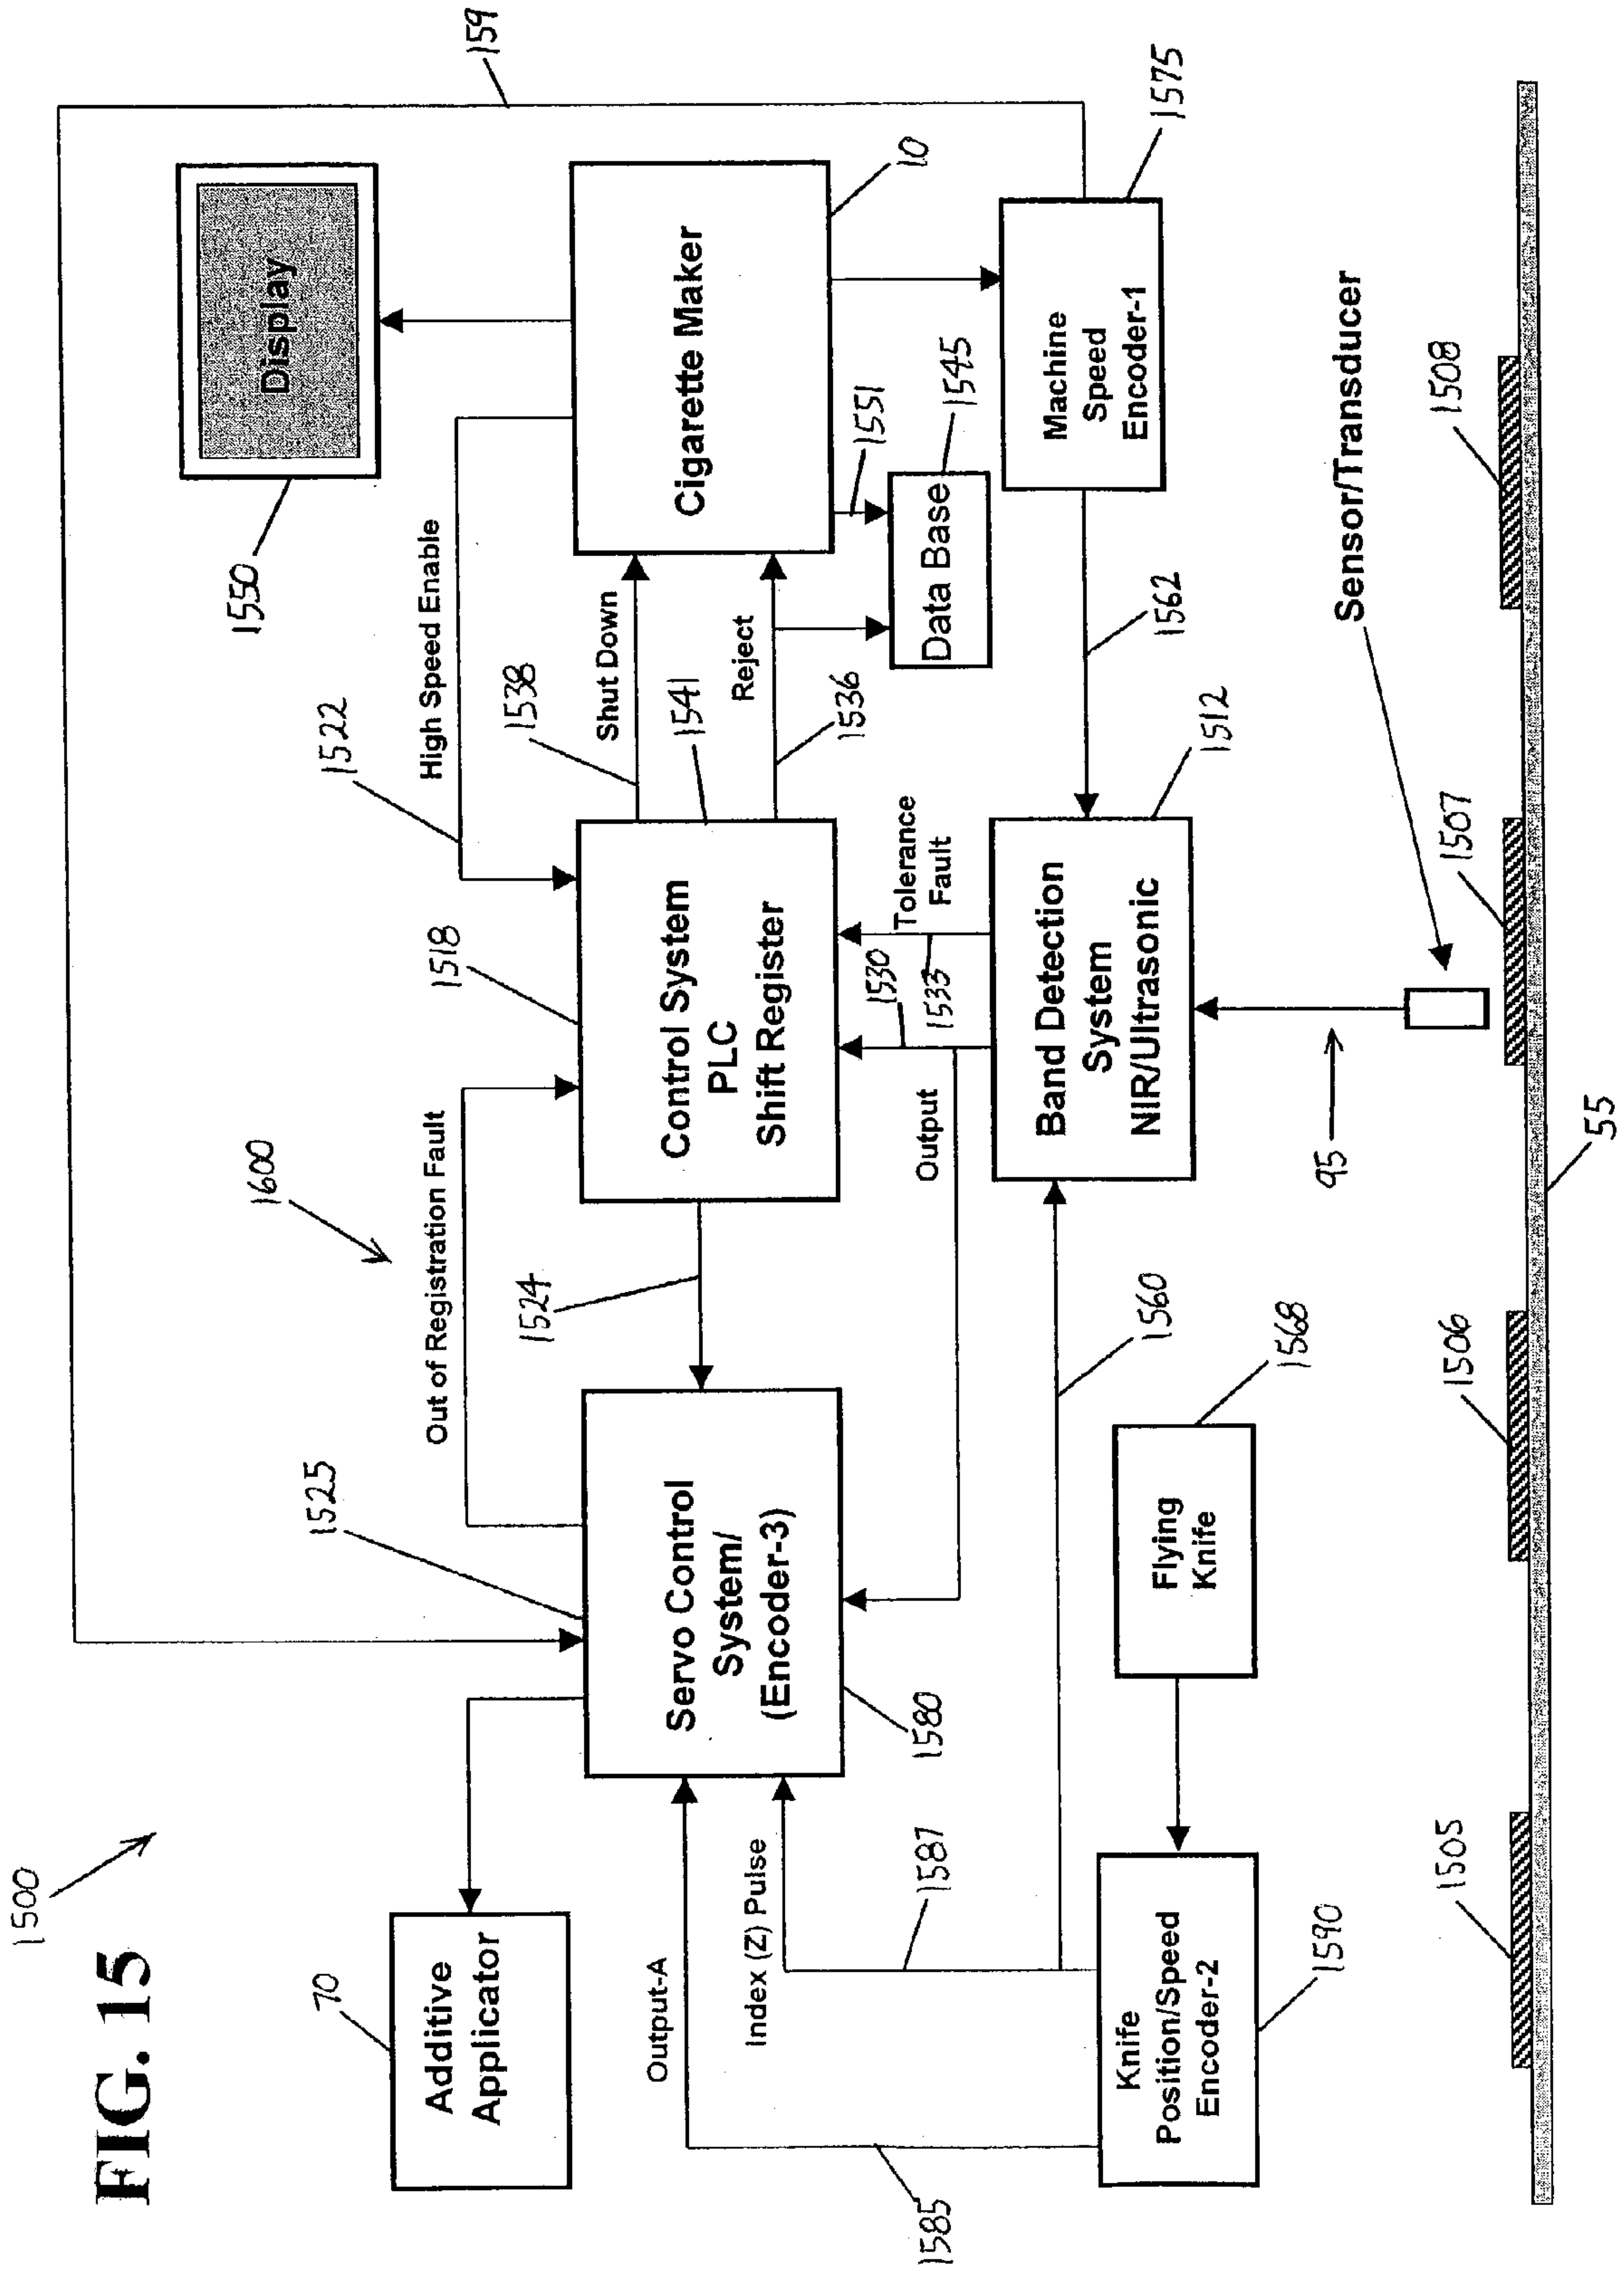 FIG. 15
1500
1600
159
70
Additive
Applicator
1525
Servo Control
System/
(Encoder-3)
1580
Out of Registration Fault
1524
1518
Control System
PLC
Shift Register
1541
1522
High Speed Enable
1538
Shut Down
Reject
1536
1550
Display
Cigarette Maker
10
1551
Data Base
1545
Machine
Speed
Encoder-1
1575
1562
Output-A
1585
Index (Z) Pulse
1587
Output
1530
1533
Tolerance
Fault
Band Detection
System
NIR/Ultrasonic
1512
1560
Flying
Knife
1568
Knife
Position/Speed
Encoder-2
1590
95
Sensor/Transducer
1505
1506
1507
1508
55